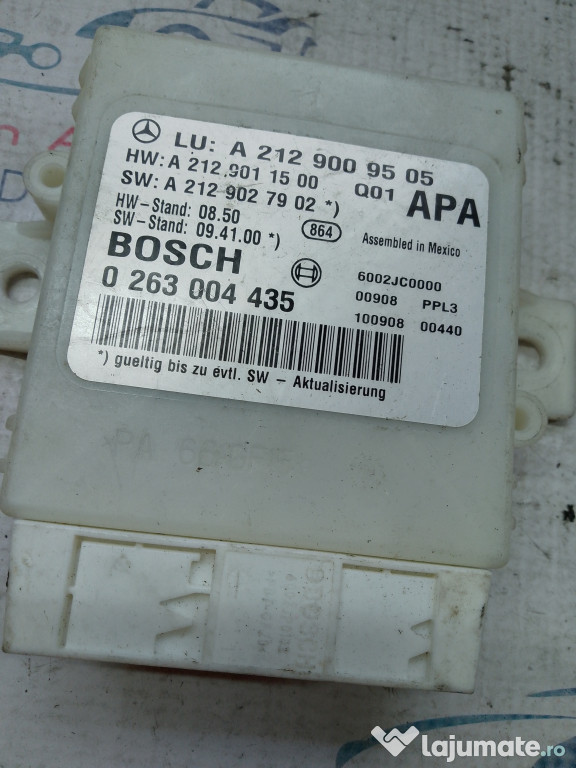 LU: A 212 900 95 05
HW: A 212 901 15 00 Q01 APA
SW: A 212 902 79 02 *)
HW-Stand: 08.50
SW-Stand: 09.41.00 *) 864 Assembled in Mexico
BOSCH 6002JC0000
0 263 004 435 00908 PPL3
100908 00440
*) gueltig bis zu evtl. SW - Aktualisierung
lajumate.ro